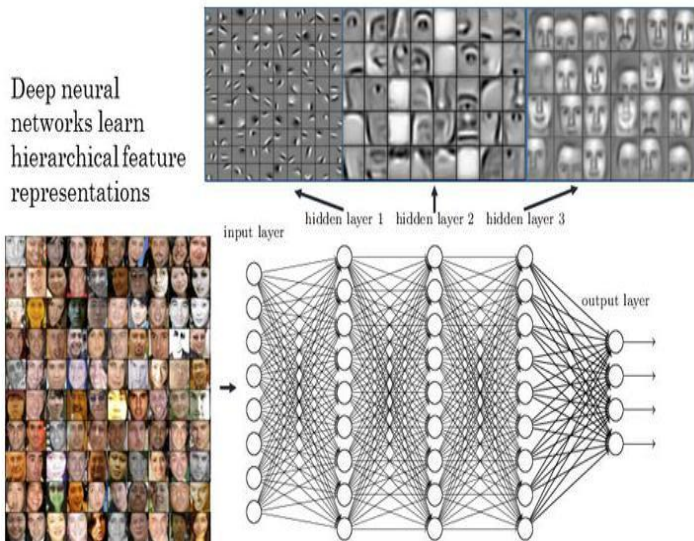 Deep neural
networks learn
hierarchical feature
representations
hidden layer 1 hidden layer 2 hidden layer 3
input layer
output layer